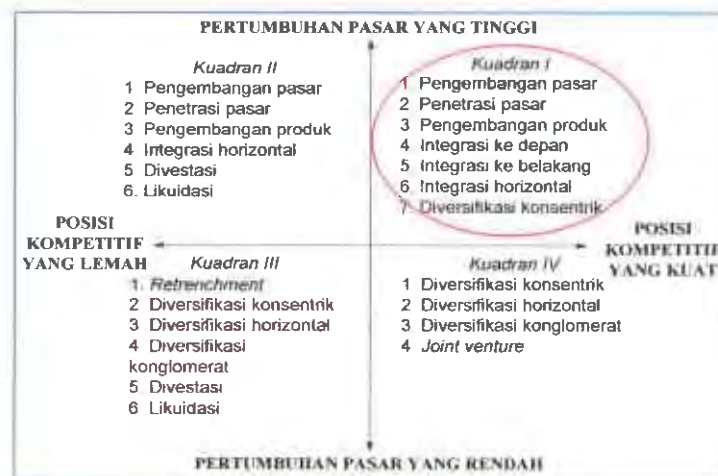 PERTUMBUHAN PASAR YANG TINGGI
Kuadran II
1 Pengembangan pasar
2 Penetrasi pasar
3 Pengembangan produk
4 Integrasi horizontal
5 Divestasi
6. Likuidasi
Kuadran I
1 Pengembangan pasar
2 Penetrasi pasar
3 Pengembangan produk
4 Integrasi ke depan
5 Integrasi ke belakang
6 Integrasi horizontal
7 Diversifikasi konsentrik
POSISI
KOMPETITIF
YANG LEMAH
POSISI
KOMPETITIF
YANG KUAT
Kuadran III
1. Retrenchment
2 Diversifikasi konsentrik
3 Diversifikasi horizontal
4 Diversifikasi
konglomerat
5 Divestasi
6 Likuidasi
Kuadran IV
1 Diversifikasi konsentrik
2 Diversifikasi horizontal
3 Diversifikasi konglomerat
4 Joint venture
PERTUMBUHAN PASAR YANG RENDAH